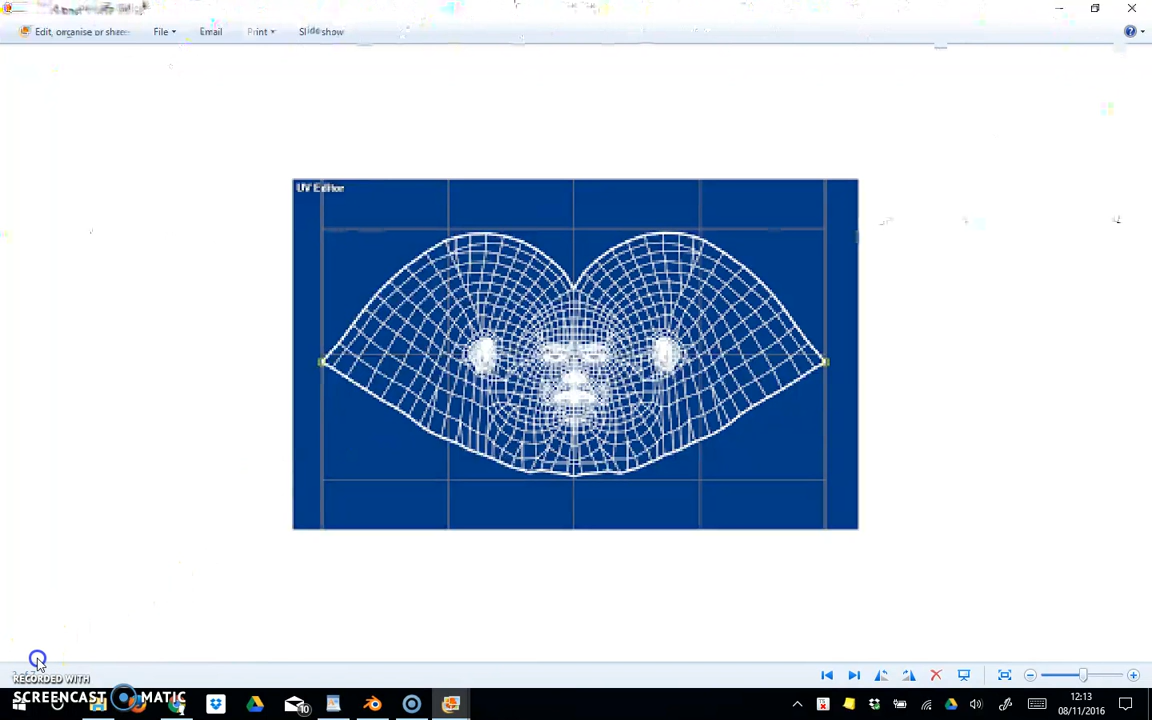 Edit, organise or share File Email Print Slide show
UV Editor
RECORDED WITH
SCREENCAST MATIC
10
12:13
08/11/2016